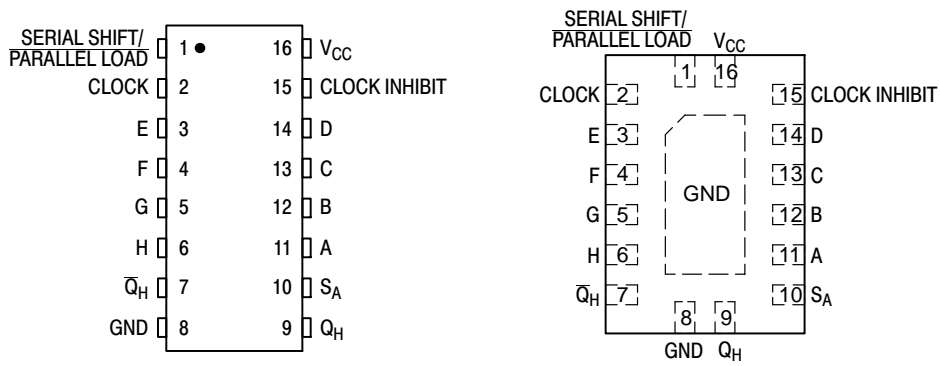 SERIAL SHIFT/
PARALLEL LOAD 1 16 VCC
CLOCK 2 15 CLOCK INHIBIT
E 3 14 D
F 4 13 C
G 5 12 B
H 6 11 A
Q̅H 7 10 SA
GND 8 9 QH
SERIAL SHIFT/
PARALLEL LOAD VCC
1 16
CLOCK 2 15 CLOCK INHIBIT
E 3 14 D
F 4 13 C
GND
G 5 12 B
H 6 11 A
Q̅H 7 10 SA
8 9
GND QH